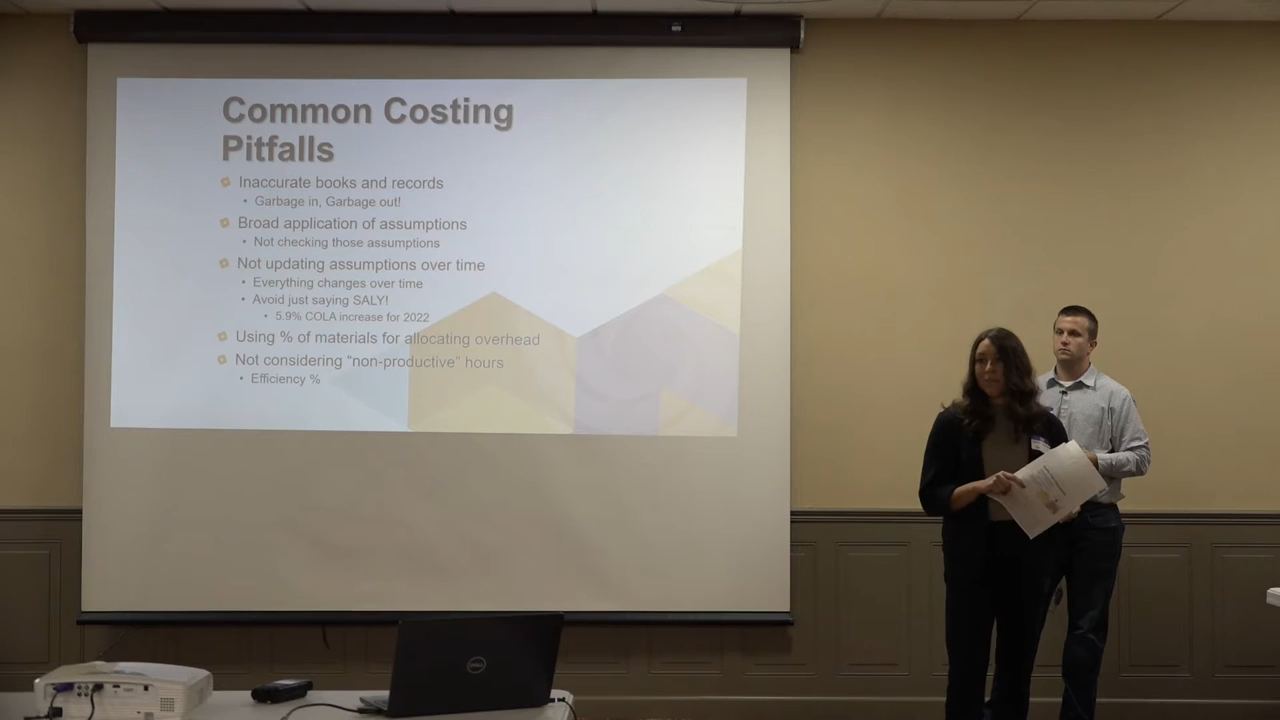 Common Costing
Pitfalls
Inaccurate books and records
• Garbage in, Garbage out!
Broad application of assumptions
• Not checking those assumptions
Not updating assumptions over time
• Everything changes over time
• Avoid just saying SALY!
• 5.9% COLA increase for 2022
Using % of materials for allocating overhead
Not considering “non-productive” hours
• Efficiency %
DELL